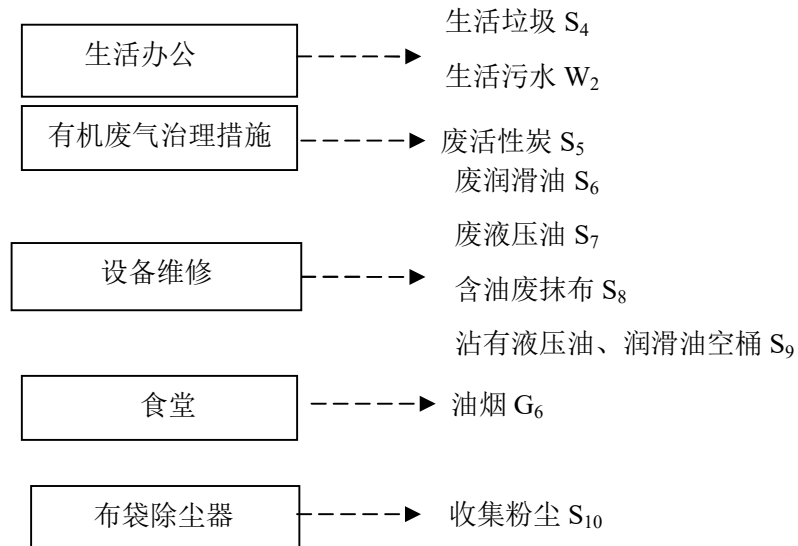 生活垃圾 S₄
生活办公
生活污水 W₂
有机废气治理措施
废活性炭 S₅
废润滑油 S₆
废液压油 S₇
设备维修
含油废抹布 S₈
沾有液压油、润滑油空桶 S₉
食堂
油烟 G₆
布袋除尘器
收集粉尘 S₁₀